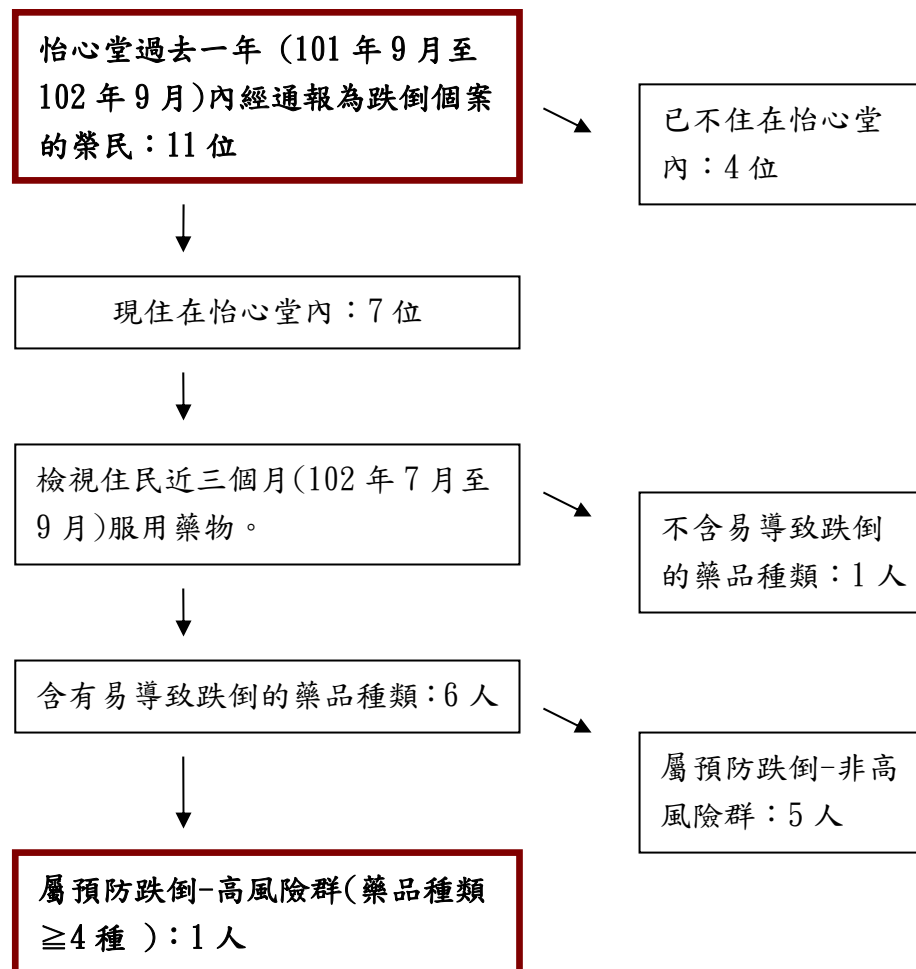 怡心堂過去一年 (101 年 9 月至
102 年 9 月)內經通報為跌倒個案
的榮民：11 位
已不住在怡心堂
內：4 位
現住在怡心堂內：7 位
檢視住民近三個月(102 年 7 月至
9 月)服用藥物。
不含易導致跌倒
的藥品種類：1 人
含有易導致跌倒的藥品種類：6 人
屬預防跌倒-非高
風險群：5 人
屬預防跌倒-高風險群(藥品種類
≧4 種 )：1 人